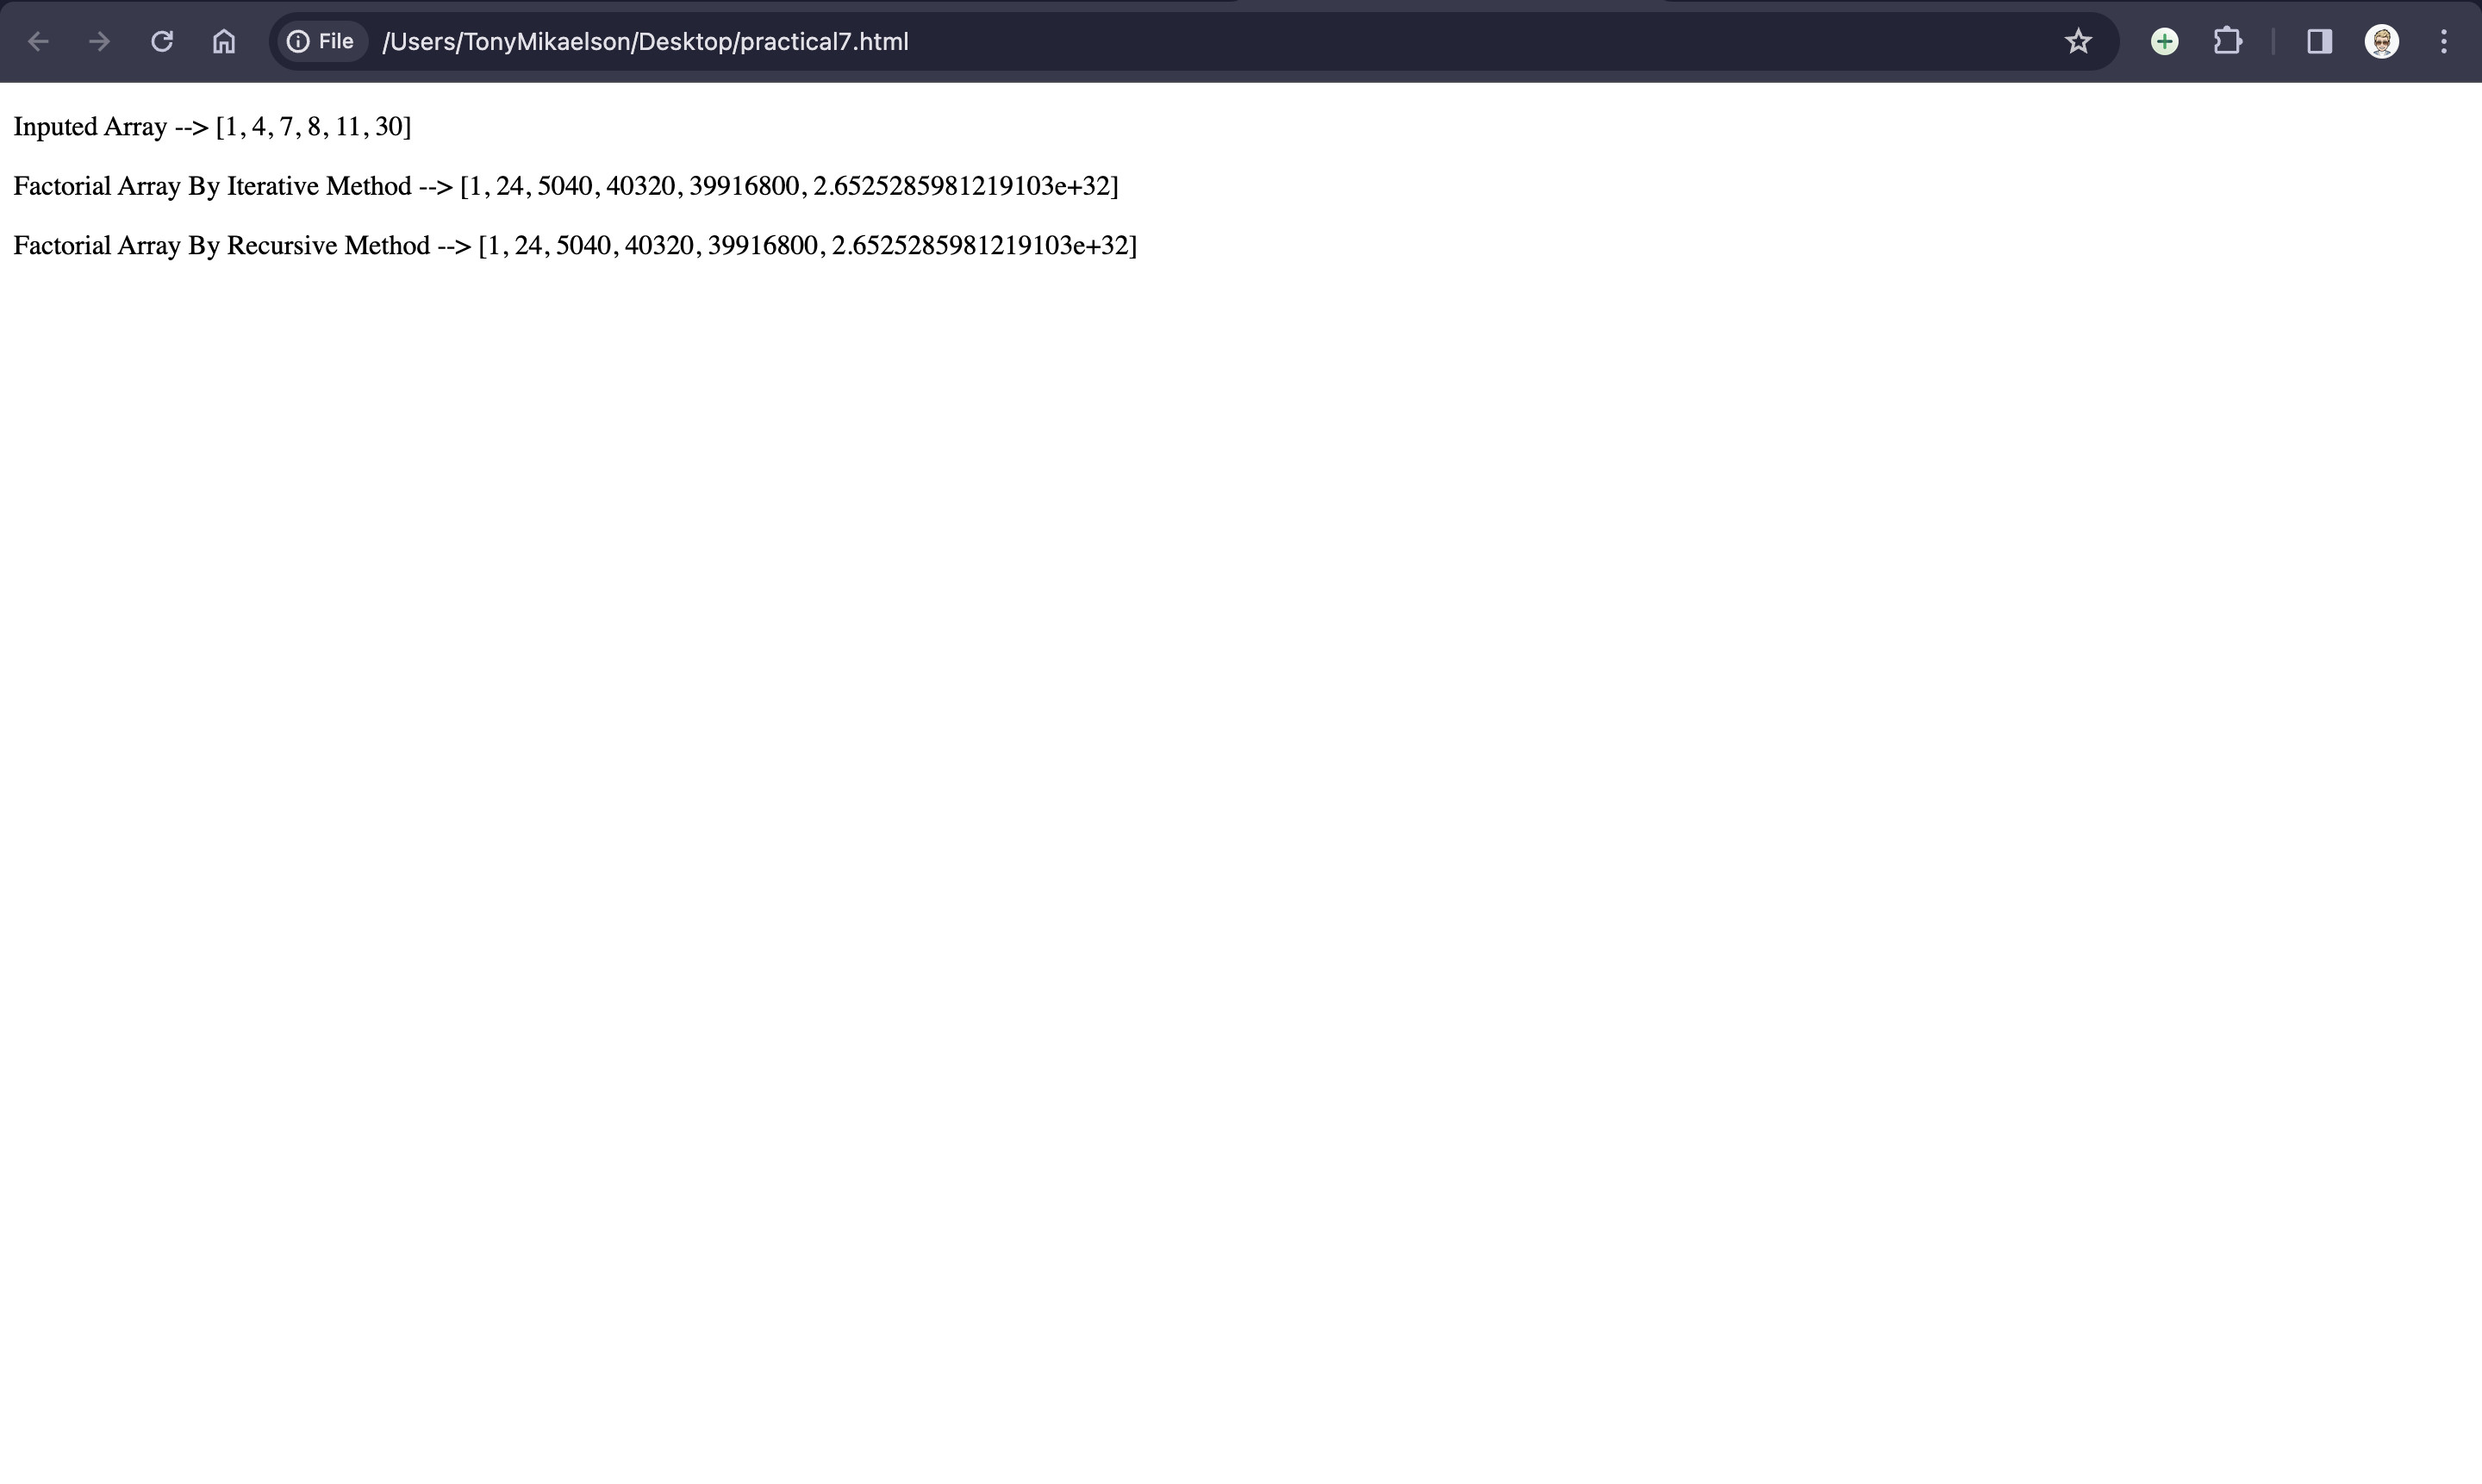 File /Users/TonyMikaelson/Desktop/practical7.html
Inputed Array --> [1, 4, 7, 8, 11, 30]
Factorial Array By Iterative Method --> [1, 24, 5040, 40320, 39916800, 2.6525285981219103e+32]
Factorial Array By Recursive Method --> [1, 24, 5040, 40320, 39916800, 2.6525285981219103e+32]